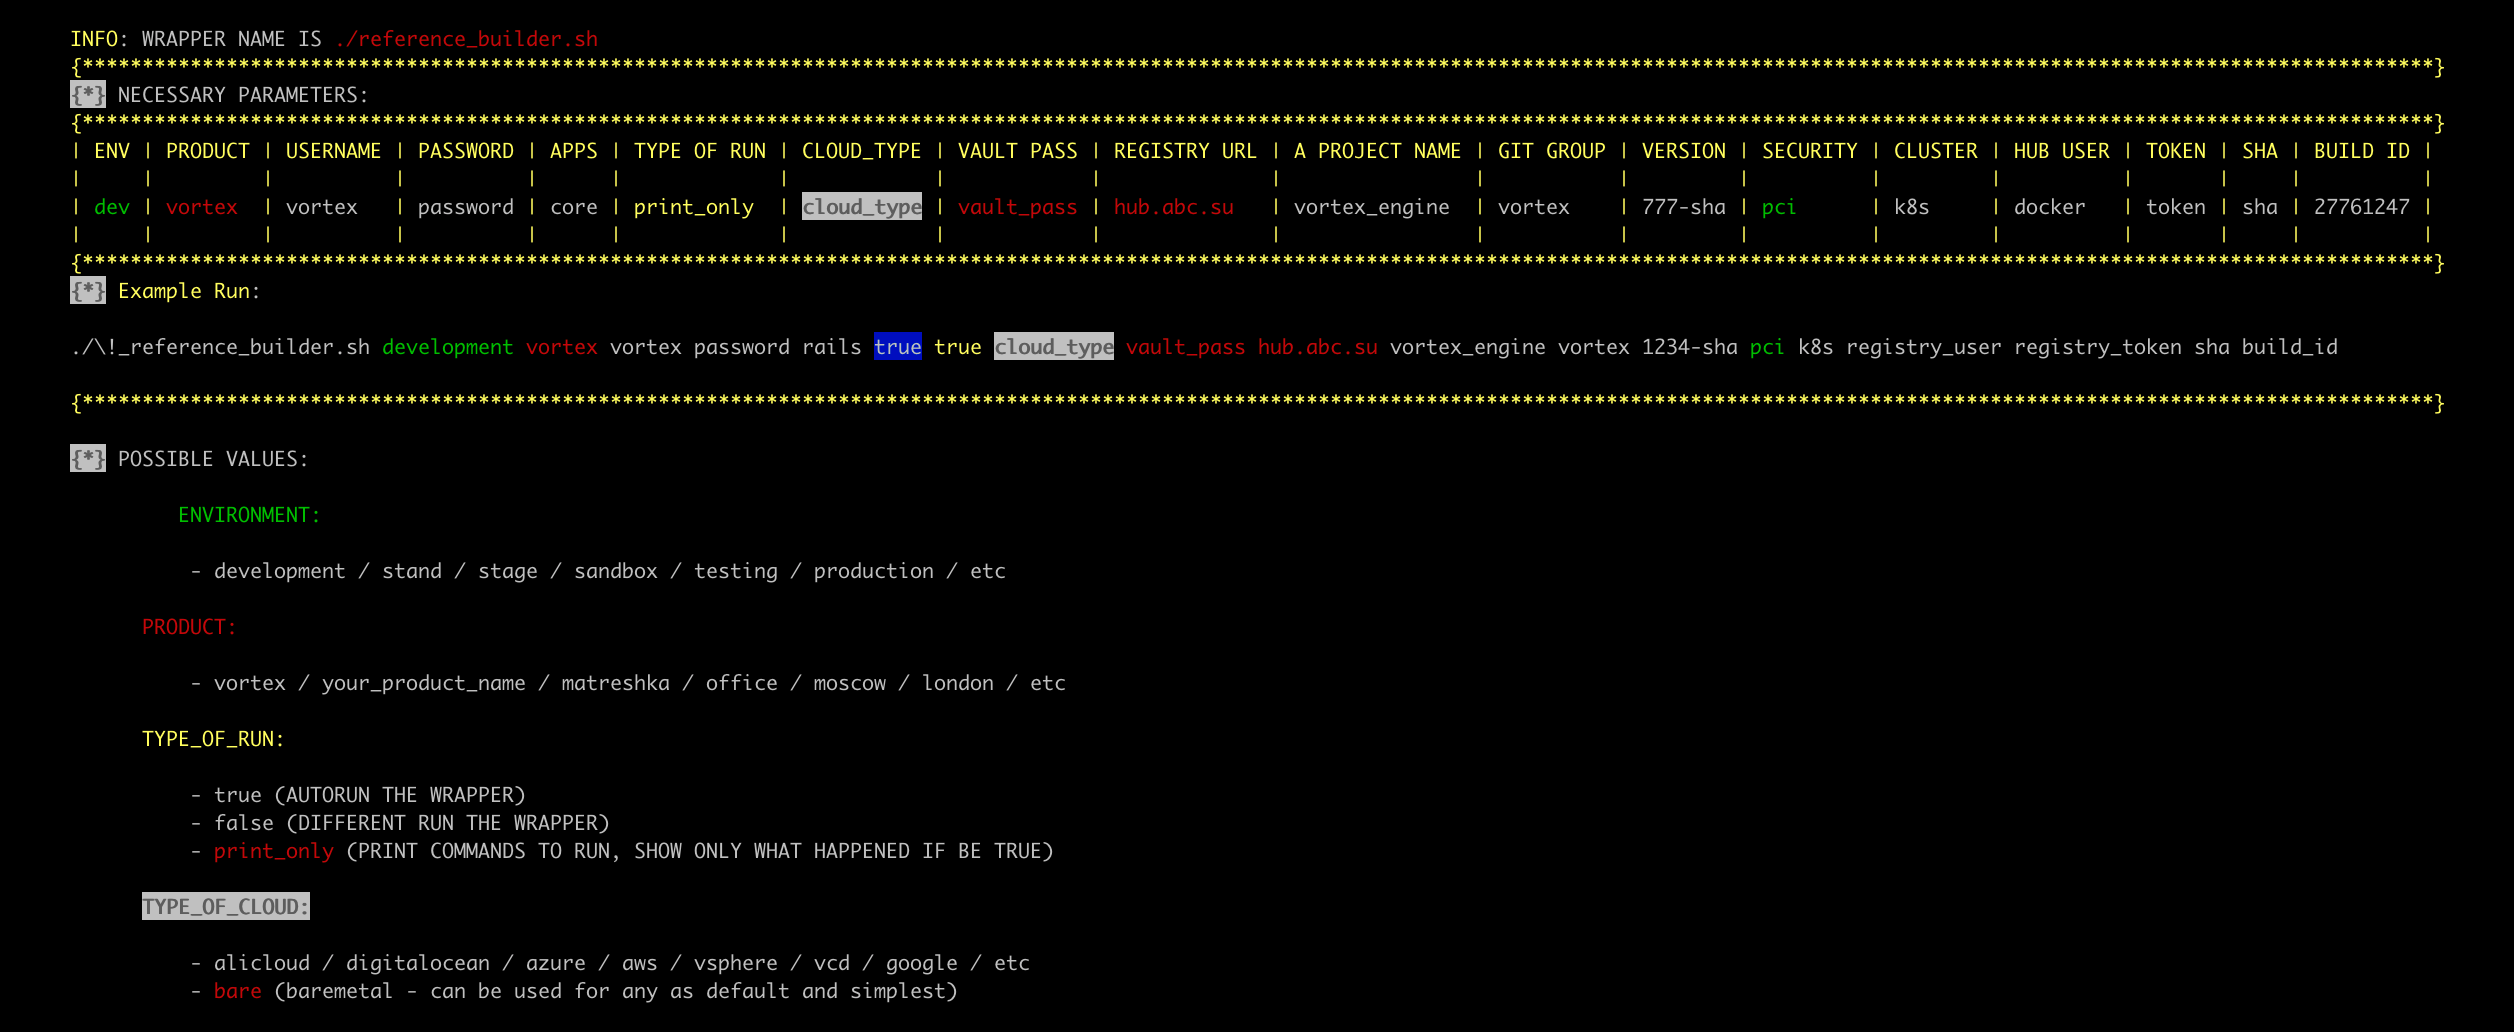 INFO: WRAPPER NAME IS ./reference_builder.sh
{****************************************************************************************************************************************************************************************************}
{*} NECESSARY PARAMETERS:
{****************************************************************************************************************************************************************************************************}
| ENV | PRODUCT | USERNAME | PASSWORD | APPS | TYPE OF RUN | CLOUD_TYPE | VAULT PASS | REGISTRY URL | A PROJECT NAME | GIT GROUP | VERSION | SECURITY | CLUSTER | HUB USER | TOKEN | SHA | BUILD ID |
|     |         |          |          |      |             |            |            |              |                |           |         |          |         |          |       |     |          |
| dev | vortex  | vortex   | password | core | print_only  | cloud_type | vault_pass | hub.abc.su   | vortex_engine  | vortex    | 777-sha | pci      | k8s     | docker   | token | sha | 27761247 |
|     |         |          |          |      |             |            |            |              |                |           |         |          |         |          |       |     |          |
{****************************************************************************************************************************************************************************************************}
{*} Example Run:
./\!_reference_builder.sh development vortex vortex password rails true true cloud_type vault_pass hub.abc.su vortex_engine vortex 1234-sha pci k8s registry_user registry_token sha build_id
{****************************************************************************************************************************************************************************************************}
{*} POSSIBLE VALUES:
ENVIRONMENT:
- development / stand / stage / sandbox / testing / production / etc
PRODUCT:
- vortex / your_product_name / matreshka / office / moscow / london / etc
TYPE_OF_RUN:
- true (AUTORUN THE WRAPPER)
- false (DIFFERENT RUN THE WRAPPER)
- print_only (PRINT COMMANDS TO RUN, SHOW ONLY WHAT HAPPENED IF BE TRUE)
TYPE_OF_CLOUD:
- alicloud / digitalocean / azure / aws / vsphere / vcd / google / etc
- bare (baremetal - can be used for any as default and simplest)